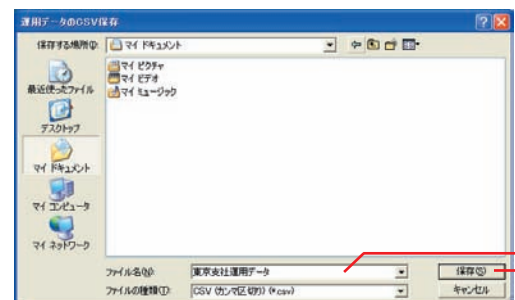 運用データのCSV保存
保存する場所(I):
マイ ドキュメント
マイ ピクチャ
マイ ビデオ
マイ ミュージック
最近使ったファイル
デスクトップ
マイ ドキュメント
マイ コンピュータ
マイ ネットワーク
ファイル名(N):
東京支社運用データ
保存(S)
ファイルの種類(T):
CSV (カンマ区切り) (*.csv)
キャンセル